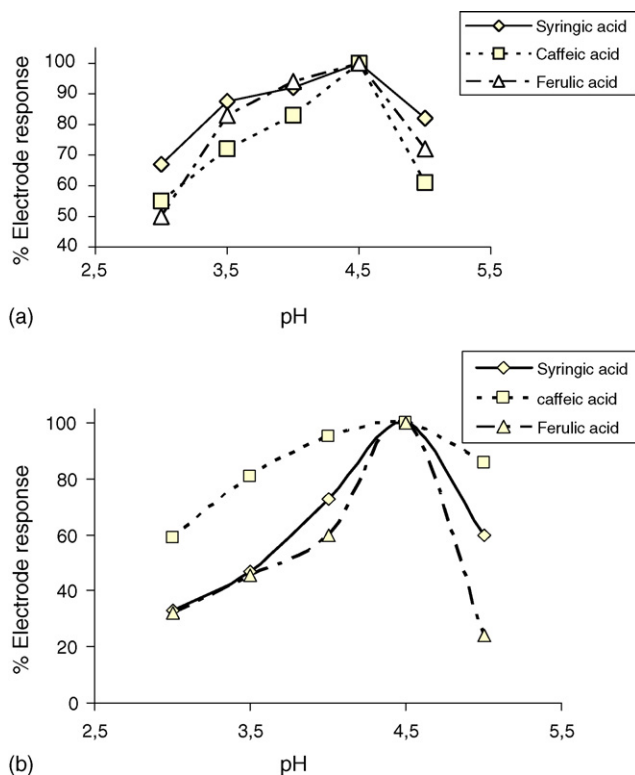 Syringic acid
Caffeic acid
Ferulic acid
% Electrode response
100
90
80
70
60
50
40
2,5 3,5 4,5 5,5
(a) pH
Syringic acid
caffeic acid
Ferulic acid
% Electrode response
100
80
60
40
20
0
2,5 3,5 4,5 5,5
(b) pH